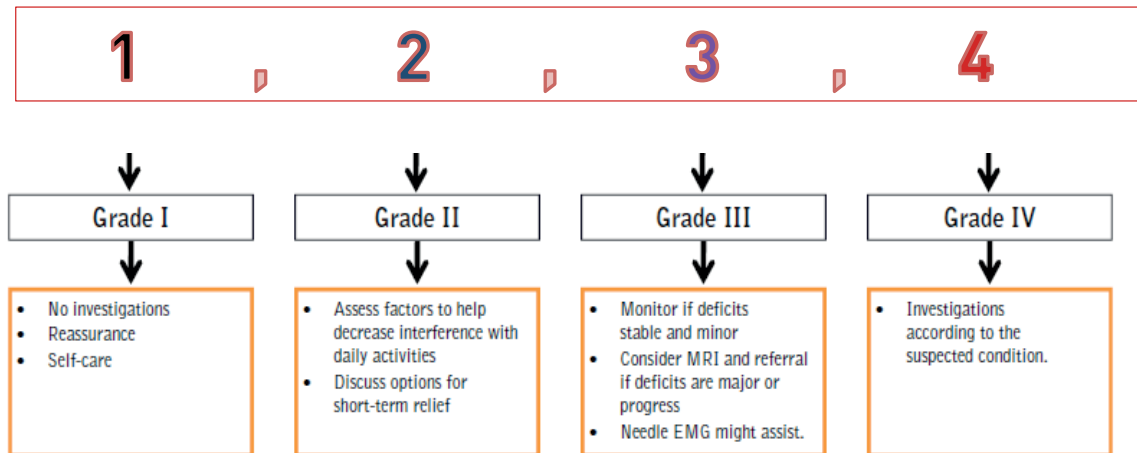 1 , 2 , 3 , 4
Grade I
Grade II
Grade III
Grade IV
• No investigations
• Reassurance
• Self-care
• Assess factors to help
decrease interference with
daily activities
• Discuss options for
short-term relief
• Monitor if deficits
stable and minor
• Consider MRI and referral
if deficits are major or
progress
• Needle EMG might assist.
• Investigations
according to the
suspected condition.